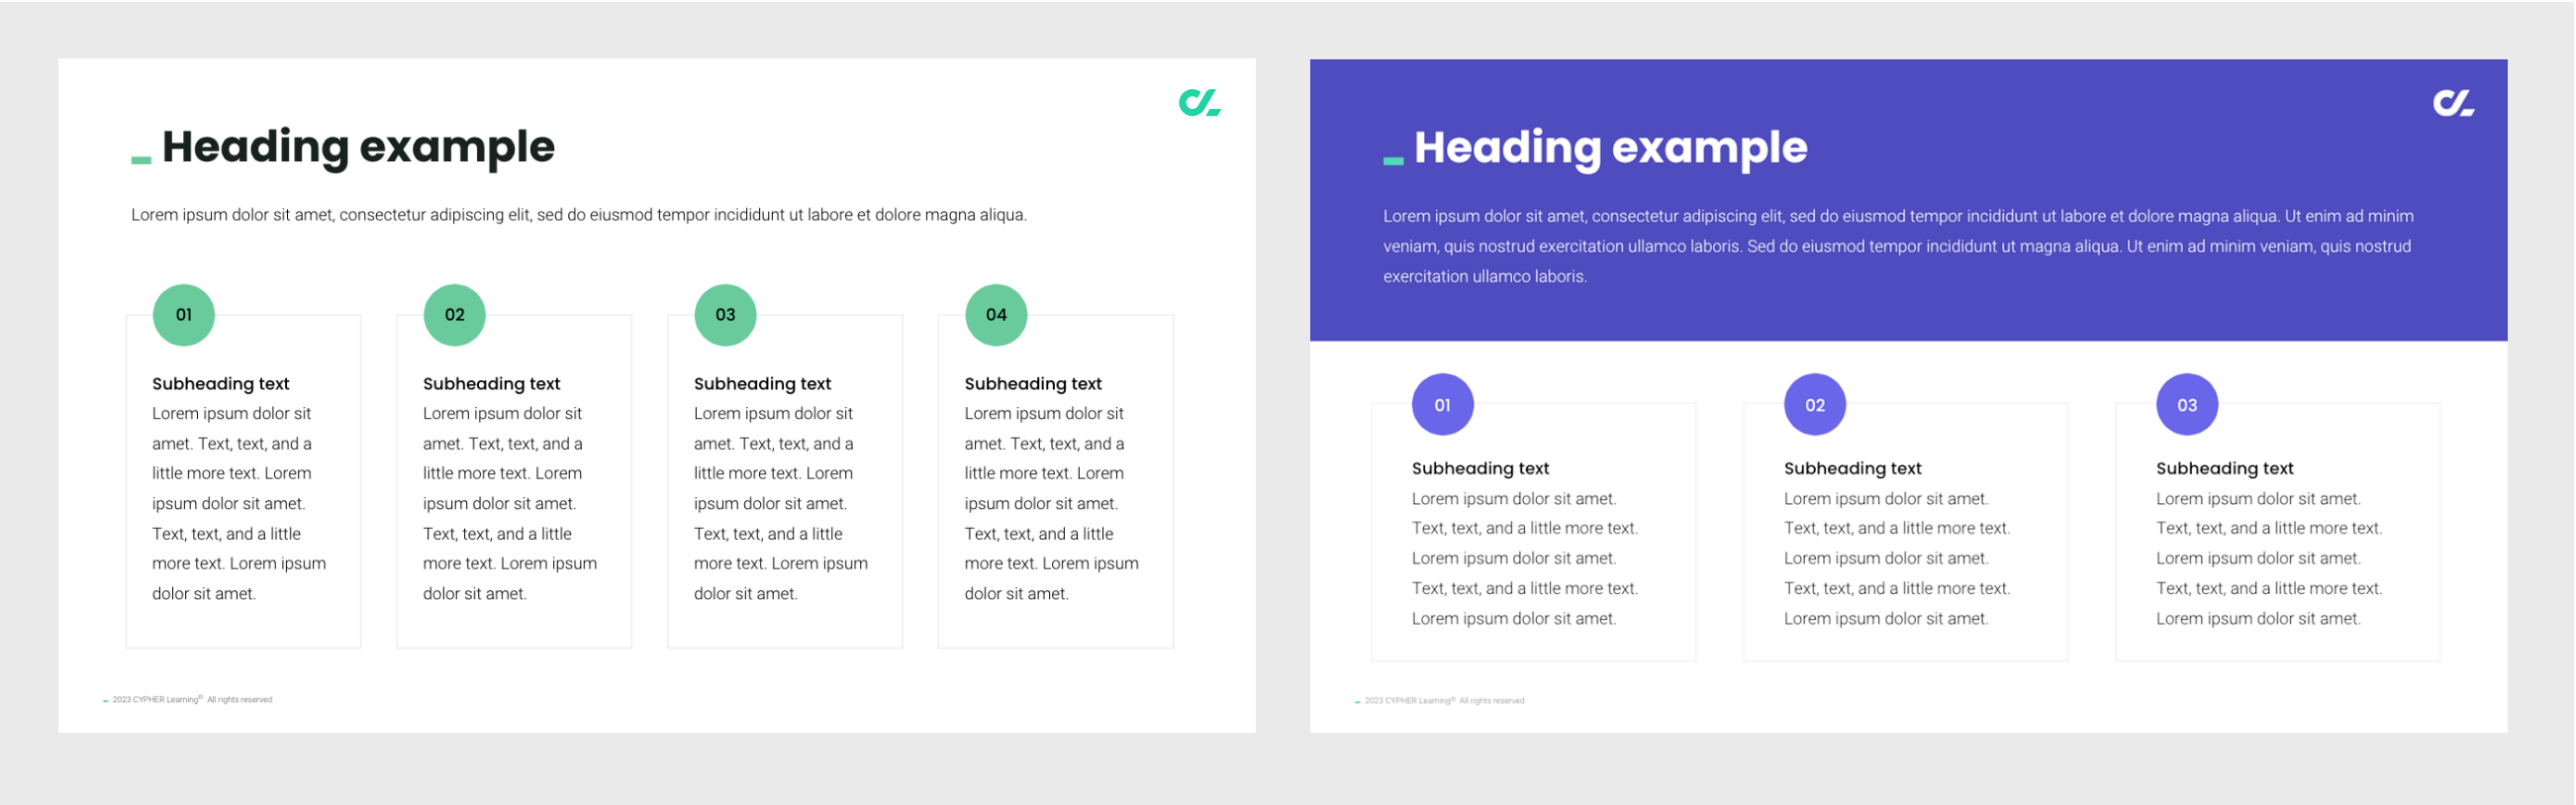 Heading example
Lorem ipsum dolor sit amet, consectetur adipiscing elit, sed do eiusmod tempor incididunt ut labore et dolore magna aliqua.
01
Subheading text
Lorem ipsum dolor sit
amet. Text, text, and a
little more text. Lorem
ipsum dolor sit amet.
Text, text, and a little
more text. Lorem ipsum
dolor sit amet.
02
Subheading text
Lorem ipsum dolor sit
amet. Text, text, and a
little more text. Lorem
ipsum dolor sit amet.
Text, text, and a little
more text. Lorem ipsum
dolor sit amet.
03
Subheading text
Lorem ipsum dolor sit
amet. Text, text, and a
little more text. Lorem
ipsum dolor sit amet.
Text, text, and a little
more text. Lorem ipsum
dolor sit amet.
04
Subheading text
Lorem ipsum dolor sit
amet. Text, text, and a
little more text. Lorem
ipsum dolor sit amet.
Text, text, and a little
more text. Lorem ipsum
dolor sit amet.
2023 CYPHER Learning® All rights reserved
Heading example
Lorem ipsum dolor sit amet, consectetur adipiscing elit, sed do eiusmod tempor incididunt ut labore et dolore magna aliqua. Ut enim ad minim
veniam, quis nostrud exercitation ullamco laboris. Sed do eiusmod tempor incididunt ut magna aliqua. Ut enim ad minim veniam, quis nostrud
exercitation ullamco laboris.
01
Subheading text
Lorem ipsum dolor sit amet.
Text, text, and a little more text.
Lorem ipsum dolor sit amet.
Text, text, and a little more text.
Lorem ipsum dolor sit amet.
02
Subheading text
Lorem ipsum dolor sit amet.
Text, text, and a little more text.
Lorem ipsum dolor sit amet.
Text, text, and a little more text.
Lorem ipsum dolor sit amet.
03
Subheading text
Lorem ipsum dolor sit amet.
Text, text, and a little more text.
Lorem ipsum dolor sit amet.
Text, text, and a little more text.
Lorem ipsum dolor sit amet.
2023 CYPHER Learning® All rights reserved